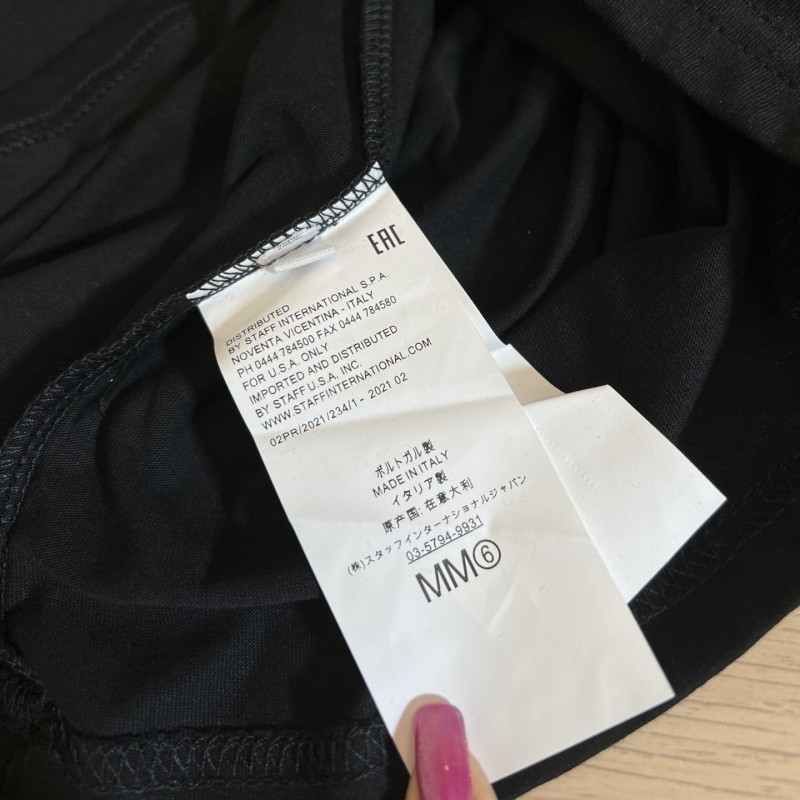 EAC
DISTRIBUTED
BY STAFF INTERNATIONAL S.P.A.
NOVENTA VICENTINA - ITALY
PH 0444 784500 FAX 0444 784580
FOR U.S.A. ONLY
IMPORTED AND DISTRIBUTED
BY STAFF U.S.A. INC.
WWW.STAFFINTERNATIONAL.COM
02PR/2021/234/1- 2021 02
ポルトガル製
MADE IN ITALY
イタリア製
原产国: 在意大利
(株)スタッフインターナショナルジャパン
03-5794-9931
MM⑥